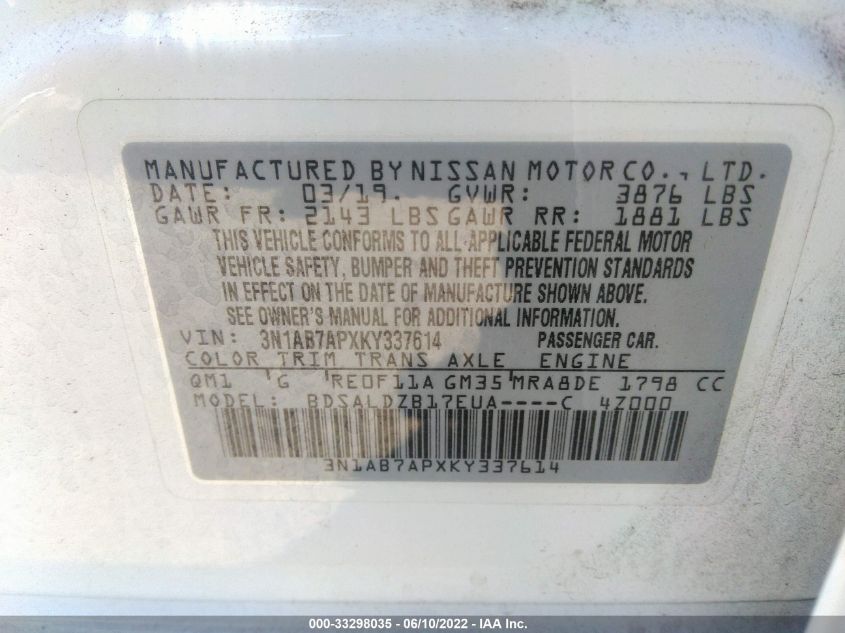 MANUFACTURED BY NISSAN MOTOR CO., LTD.
DATE: 03/19. GVWR: 3876 LBS
GAWR FR: 2143 LBS GAWR RR: 1881 LBS
THIS VEHICLE CONFORMS TO ALL APPLICABLE FEDERAL MOTOR
VEHICLE SAFETY, BUMPER AND THEFT PREVENTION STANDARDS
IN EFFECT ON THE DATE OF MANUFACTURE SHOWN ABOVE.
SEE OWNER'S MANUAL FOR ADDITIONAL INFORMATION.
VIN: 3N1AB7APXKY337614 PASSENGER CAR.
COLOR TRIM TRANS AXLE ENGINE
QM1 'G 'RE0F11A GM35'MRA8DE 1798 CC
MODEL: BDSALDZB17EUA----C 4Z000
3N1AB7APXKY337614
000-33298035 - 06/10/2022 - IAA Inc.